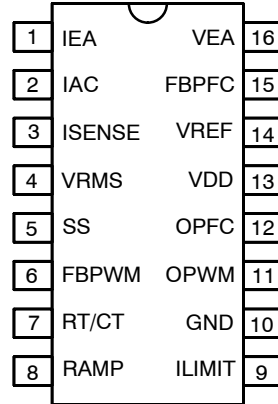 1 IEA VEA 16
2 IAC FBPFC 15
3 ISENSE VREF 14
4 VRMS VDD 13
5 SS OPFC 12
6 FBPWM OPWM 11
7 RT/CT GND 10
8 RAMP ILIMIT 9